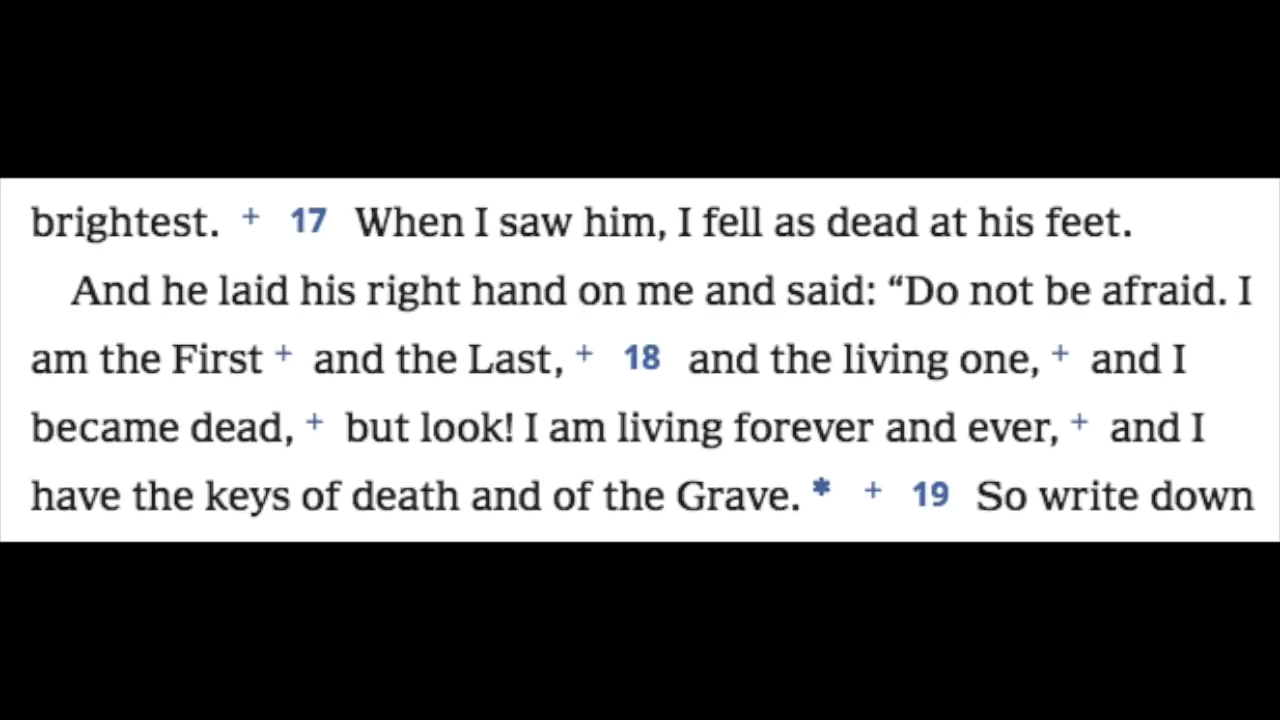 brightest. + 17 When I saw him, I fell as dead at his feet.
And he laid his right hand on me and said: “Do not be afraid. I
am the First + and the Last, + 18 and the living one, + and I
became dead, + but look! I am living forever and ever, + and I
have the keys of death and of the Grave. * + 19 So write down